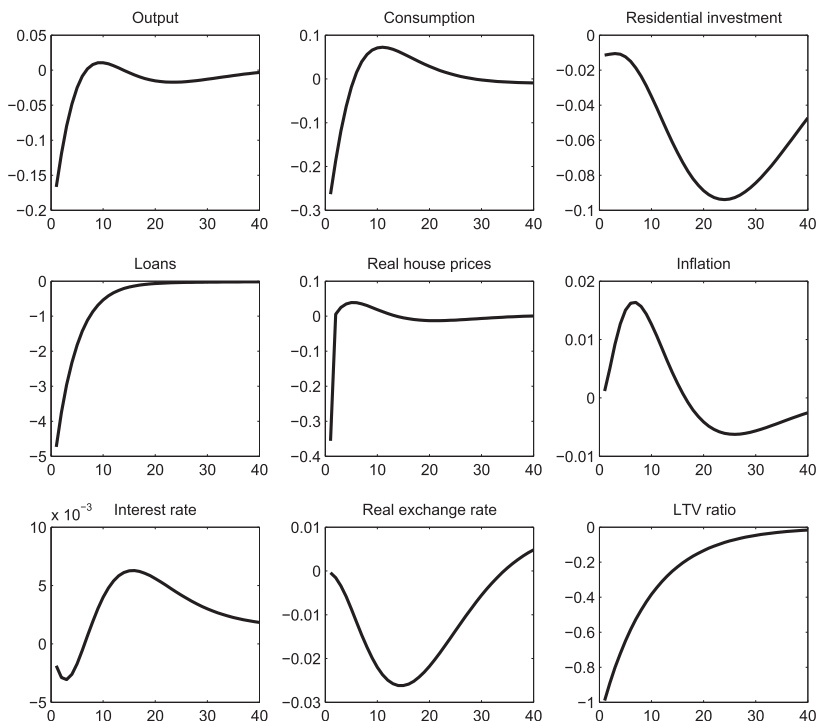 Output
Consumption
Residential investment
0.05
0
−0.05
−0.1
−0.15
−0.2
0 10 20 30 40
0.1
0
−0.1
−0.2
−0.3
0 10 20 30 40
0
−0.02
−0.04
−0.06
−0.08
−0.1
0 10 20 30 40
Loans
Real house prices
Inflation
0
−1
−2
−3
−4
−5
0 10 20 30 40
0.1
0
−0.1
−0.2
−0.3
−0.4
0 10 20 30 40
0.02
0.01
0
−0.01
0 10 20 30 40
x 10⁻³ Interest rate
Real exchange rate
LTV ratio
10
5
0
−5
0 10 20 30 40
0.01
0
−0.01
−0.02
−0.03
0 10 20 30 40
0
−0.2
−0.4
−0.6
−0.8
−1
0 10 20 30 40